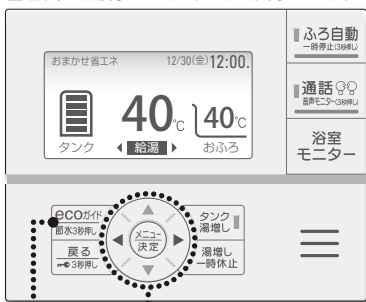 ふろ自動
一時停止(3秒押し)
おまかせ省エネ 12/30(金)12:00.
通話
音声モニター(3秒押し)
40℃ 40℃
タンク 給湯 おふろ
浴室
モニター
ecoガイド
節水3秒押し
戻る
3秒押し
メニュー
決定
タンク
湯増し
湯増し
一時休止